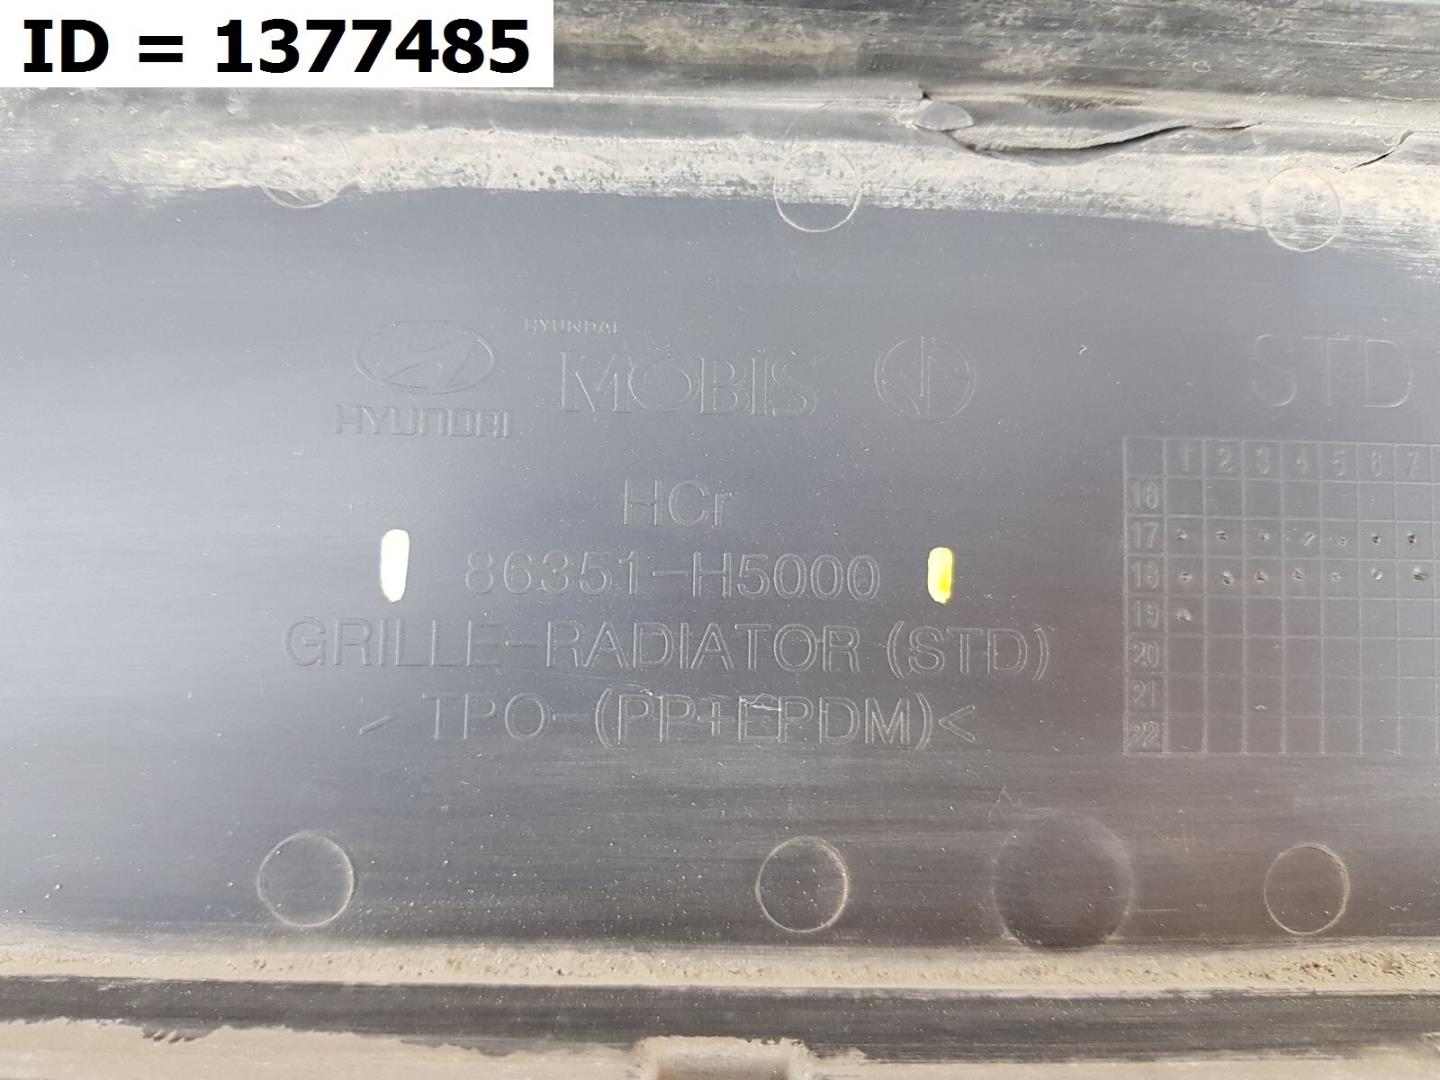 ID = 1377485
HYUNDAI
HYUNDAI
MOBIS
STD
HCr
86351-H5000
GRILLE-RADIATOR (STD)
> TPO-(PP+EPDM)<
1 2 3 4 5 6 7
16
17
18
19
20
21
22